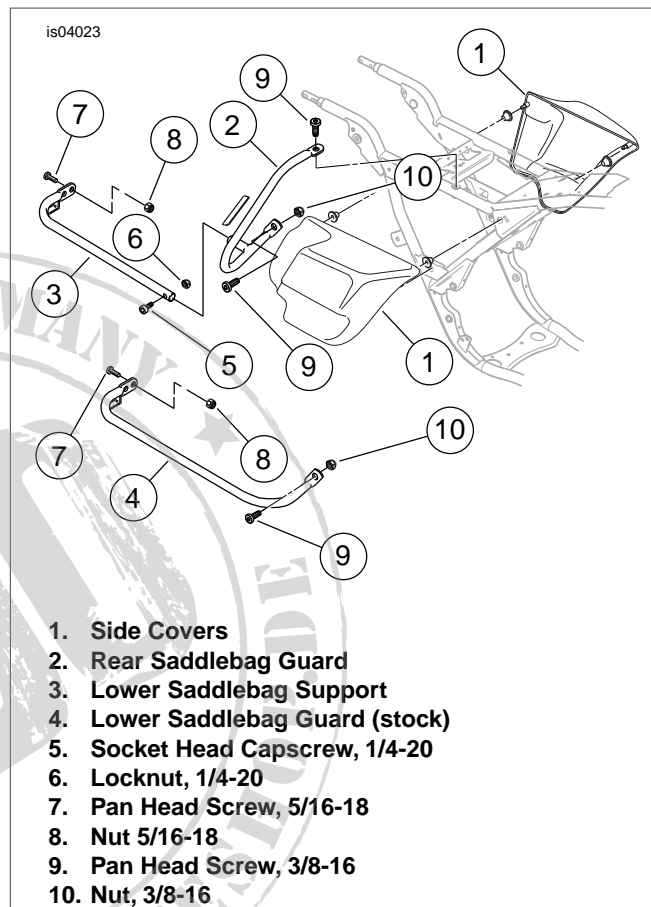 is04023
1
9
2
7
8
10
6
3
9
5
1
7
8
10
4
9
1. Side Covers
2. Rear Saddlebag Guard
3. Lower Saddlebag Support
4. Lower Saddlebag Guard (stock)
5. Socket Head Capscrew, 1/4-20
6. Locknut, 1/4-20
7. Pan Head Screw, 5/16-18
8. Nut 5/16-18
9. Pan Head Screw, 3/8-16
10. Nut, 3/8-16